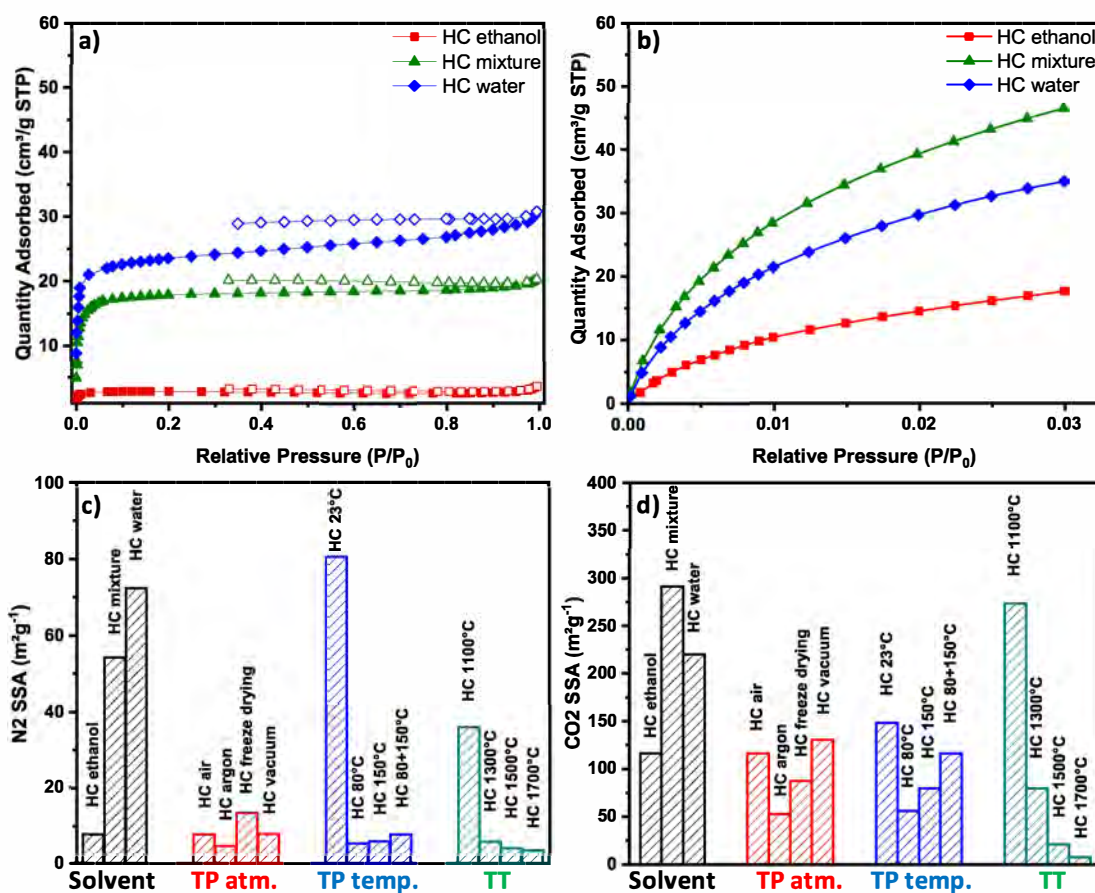 a)
HC ethanol
HC mixture
HC water
60
50
40
30
20
10
0.0 0.2 0.4 0.6 0.8 1.0
Quantity Adsorbed (cm³/g STP)
Relative Pressure (P/P₀)
b)
HC ethanol
HC mixture
HC water
60
50
40
30
20
10
0
0.00 0.01 0.02 0.03
Quantity Adsorbed (cm³/g STP)
Relative Pressure (P/P₀)
c)
100
80
60
40
20
0
N2 SSA (m²g⁻¹)
HC ethanol
HC mixture
HC water
HC air
HC argon
HC freeze drying
HC vacuum
HC 23°C
HC 80°C
HC 150°C
HC 80+150°C
HC 1100°C
HC 1300°C
HC 1500°C
HC 1700°C
Solvent TP atm. TP temp. TT
d)
400
350
300
250
200
150
100
50
0
CO2 SSA (m²g⁻¹)
HC ethanol
HC mixture
HC water
HC air
HC argon
HC freeze drying
HC vacuum
HC 23°C
HC 80°C
HC 150°C
HC 80+150°C
HC 1100°C
HC 1300°C
HC 1500°C
HC 1700°C
Solvent TP atm. TP temp. TT